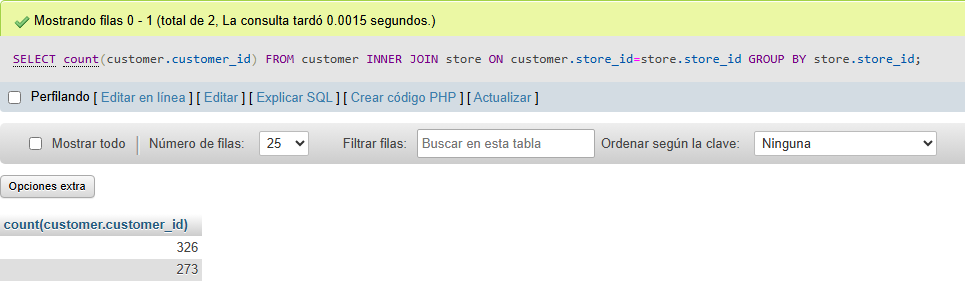 Mostrando filas 0 - 1 (total de 2, La consulta tardó 0.0015 segundos.)
SELECT count(customer.customer_id) FROM customer INNER JOIN store ON customer.store_id=store.store_id GROUP BY store.store_id;
Perfilando [ Editar en línea ] [ Editar ] [ Explicar SQL ] [ Crear código PHP ] [ Actualizar ]
Mostrar todo Número de filas: 25 Filtrar filas: Buscar en esta tabla Ordenar según la clave: Ninguna
Opciones extra
count(customer.customer_id)
326
273